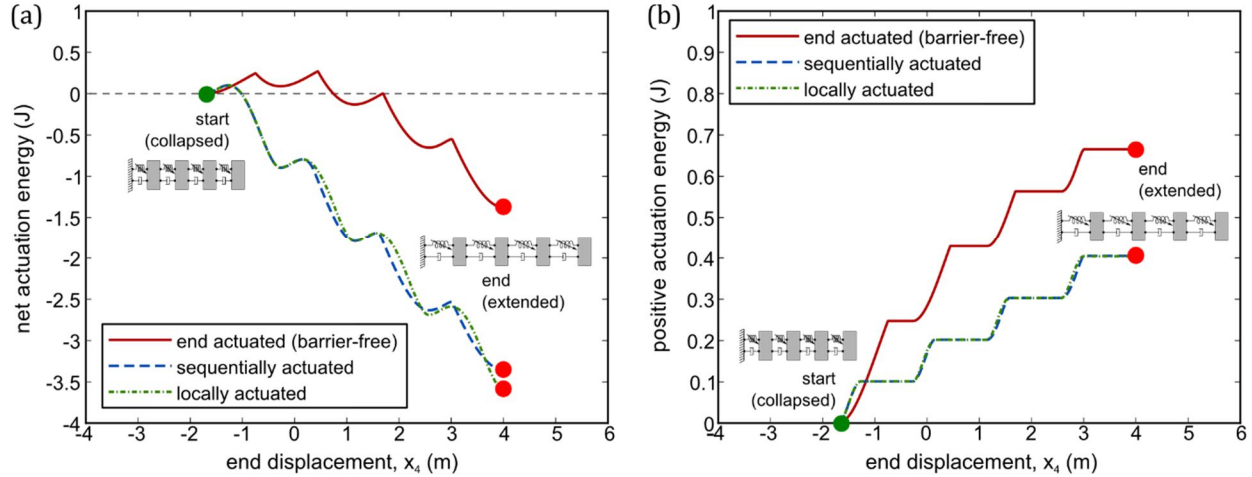 (a)
net actuation energy (J)
1
0.5
0
-0.5
-1
-1.5
-2
-2.5
-3
-3.5
-4
start
(collapsed)
end
(extended)
end actuated (barrier-free)
sequentially actuated
locally actuated
-4
-3
-2
-1
0
1
2
3
4
5
6
end displacement, x₄ (m)
(b)
positive actuation energy (J)
1
0.9
0.8
0.7
0.6
0.5
0.4
0.3
0.2
0.1
0
end actuated (barrier-free)
sequentially actuated
locally actuated
end
(extended)
start
(collapsed)
-4
-3
-2
-1
0
1
2
3
4
5
6
end displacement, x₄ (m)